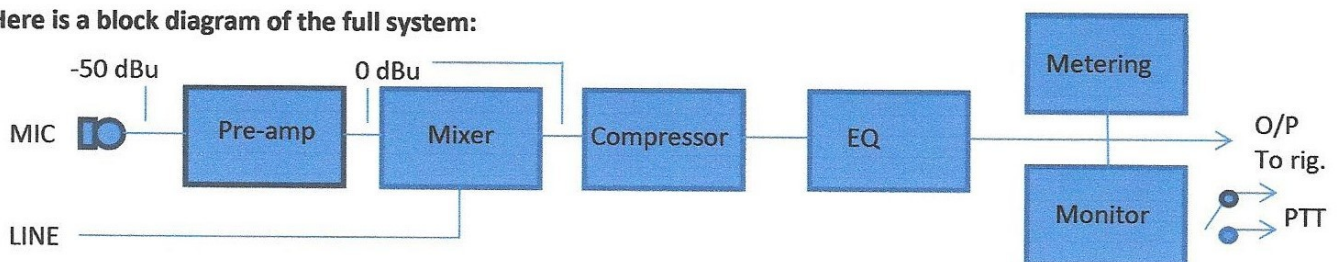 Here is a block diagram of the full system:
-50 dBu
0 dBu
MIC
Pre-amp
Mixer
Compressor
EQ
Metering
Monitor
O/P
To rig.
PTT
LINE